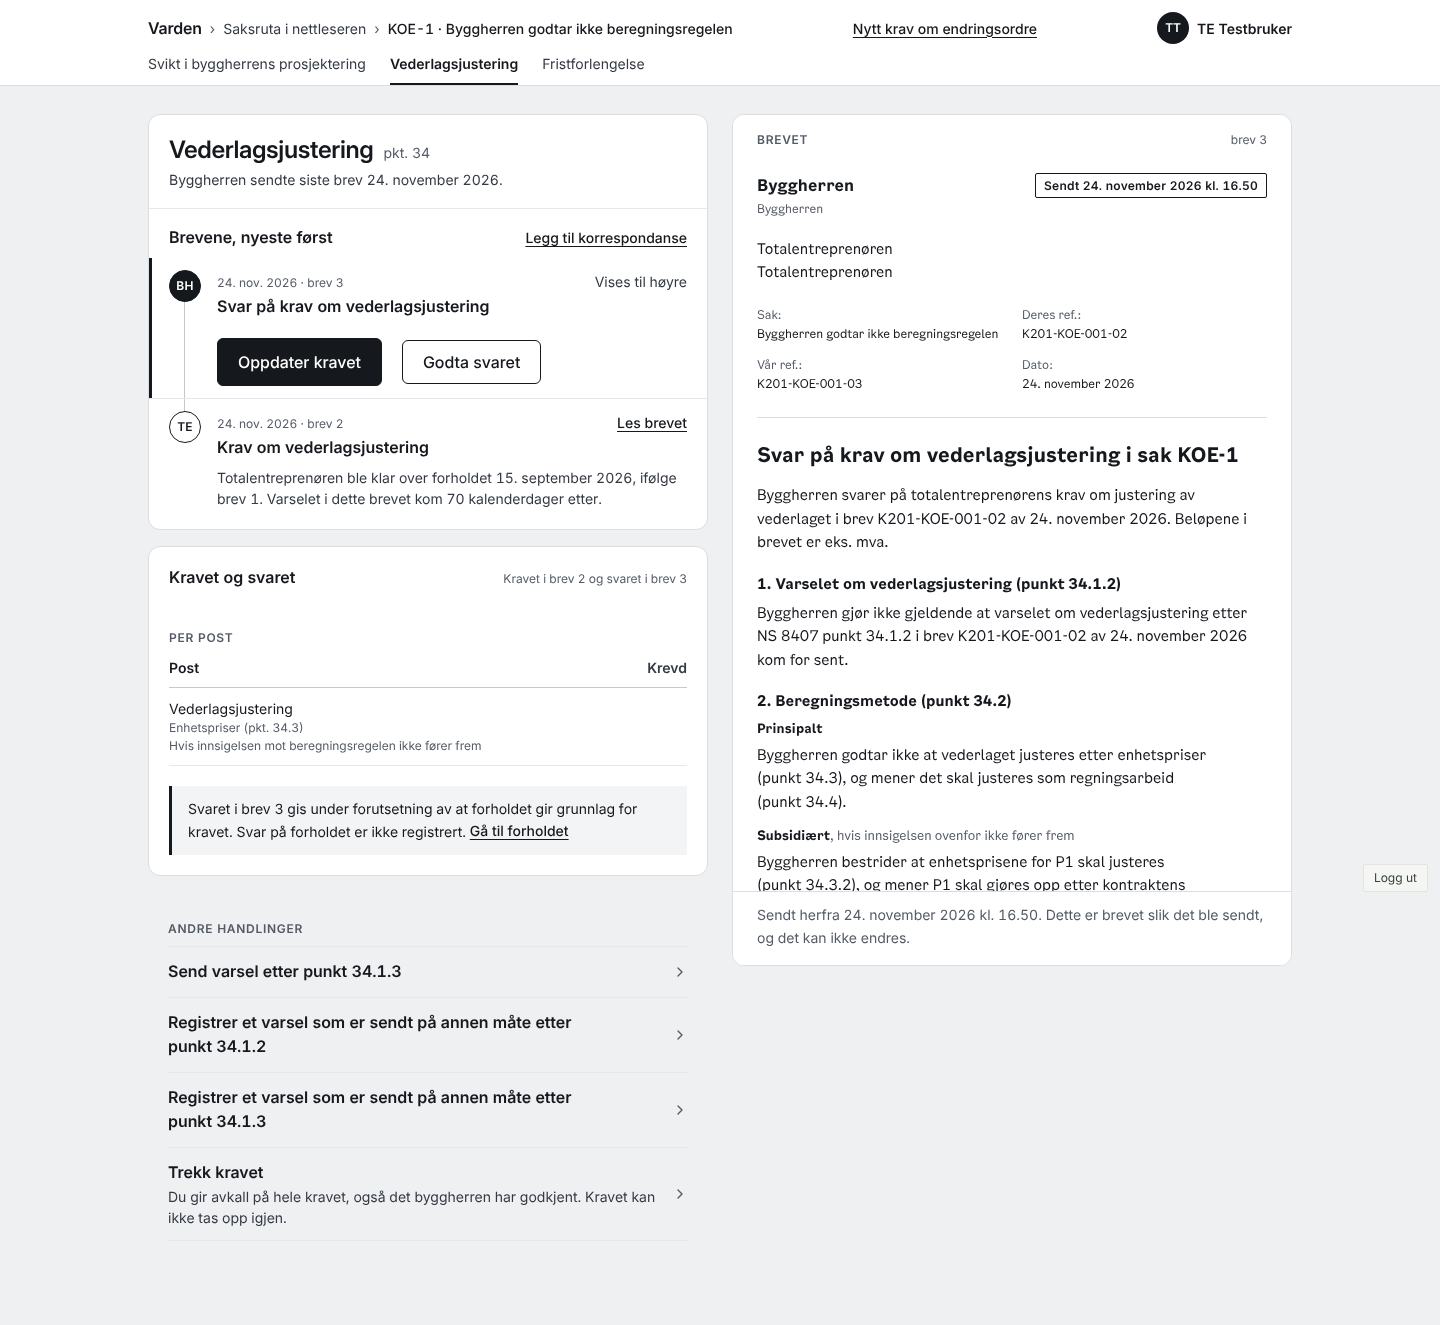 Varden › Saksruta i nettleseren › KOE-1 · Byggherren godtar ikke beregningsregelen
Nytt krav om endringsordre
TT TE Testbruker
Svikt i byggherrens prosjektering Vederlagsjustering Fristforlengelse
Vederlagsjustering pkt. 34
Byggherren sendte siste brev 24. november 2026.
Brevene, nyeste først Legg til korrespondanse
BH 24. nov. 2026 · brev 3 Vises til høyre
Svar på krav om vederlagsjustering
Oppdater kravet Godta svaret
TE 24. nov. 2026 · brev 2 Les brevet
Krav om vederlagsjustering
Totalentreprenøren ble klar over forholdet 15. september 2026, ifølge
brev 1. Varselet i dette brevet kom 70 kalenderdager etter.
Kravet og svaret Kravet i brev 2 og svaret i brev 3
PER POST
Post Krevd
Vederlagsjustering
Enhetspriser (pkt. 34.3)
Hvis innsigelsen mot beregningsregelen ikke fører frem
Svaret i brev 3 gis under forutsetning av at forholdet gir grunnlag for
kravet. Svar på forholdet er ikke registrert. Gå til forholdet
ANDRE HANDLINGER
Send varsel etter punkt 34.1.3
Registrer et varsel som er sendt på annen måte etter
punkt 34.1.2
Registrer et varsel som er sendt på annen måte etter
punkt 34.1.3
Trekk kravet
Du gir avkall på hele kravet, også det byggherren har godkjent. Kravet kan
ikke tas opp igjen.
BREVET brev 3
Byggherren Sendt 24. november 2026 kl. 16.50
Byggherren
Totalentreprenøren
Totalentreprenøren
Sak: Deres ref.:
Byggherren godtar ikke beregningsregelen K201-KOE-001-02
Vår ref.: Dato:
K201-KOE-001-03 24. november 2026
Svar på krav om vederlagsjustering i sak KOE-1
Byggherren svarer på totalentreprenørens krav om justering av
vederlaget i brev K201-KOE-001-02 av 24. november 2026. Beløpene i
brevet er eks. mva.
1. Varselet om vederlagsjustering (punkt 34.1.2)
Byggherren gjør ikke gjeldende at varselet om vederlagsjustering etter
NS 8407 punkt 34.1.2 i brev K201-KOE-001-02 av 24. november 2026
kom for sent.
2. Beregningsmetode (punkt 34.2)
Prinsipalt
Byggherren godtar ikke at vederlaget justeres etter enhetspriser
(punkt 34.3), og mener det skal justeres som regningsarbeid
(punkt 34.4).
Subsidiært, hvis innsigelsen ovenfor ikke fører frem
Byggherren bestrider at enhetsprisene for P1 skal justeres
(punkt 34.3.2), og mener P1 skal gjøres opp etter kontraktens
Sendt herfra 24. november 2026 kl. 16.50. Dette er brevet slik det ble sendt,
og det kan ikke endres.
Logg ut